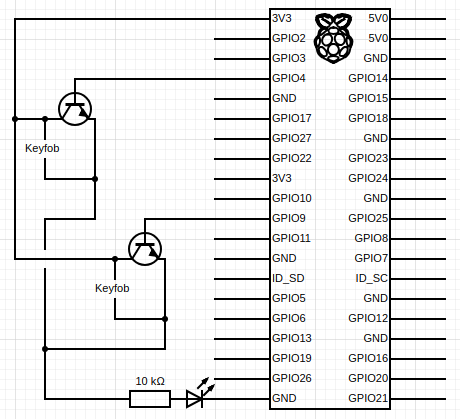 3V3 5V0
GPIO2 5V0
GPIO3 GND
GPIO4 GPIO14
GND GPIO15
GPIO17 GPIO18
GPIO27 GND
Keyfob
GPIO22 GPIO23
3V3 GPIO24
GPIO10 GND
GPIO9 GPIO25
GPIO11 GPIO8
GND GPIO7
ID_SD ID_SC
Keyfob
GPIO5 GND
GPIO6 GPIO12
GPIO13 GND
GPIO19 GPIO16
10 kΩ
GPIO26 GPIO20
GND GPIO21